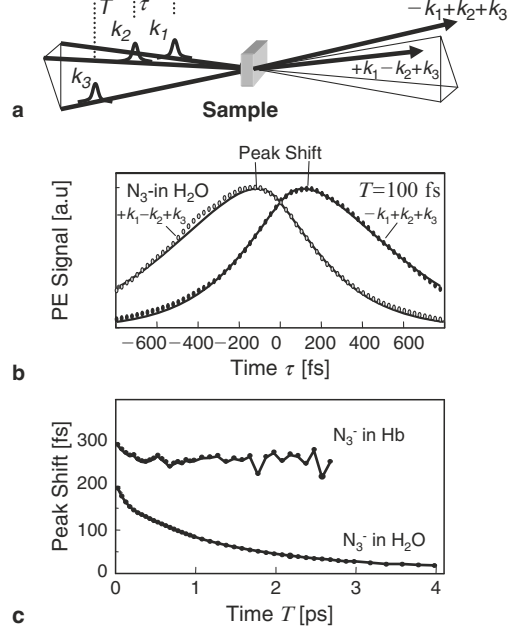 T τ
k₂ k₁
−k₁+k₂+k₃
k₃
+k₁−k₂+k₃
a
Sample
Peak Shift
N₃-in H₂O
T=100 fs
+k₁−k₂+k₃
−k₁+k₂+k₃
PE Signal [a.u]
−600−400−200 0 200 400 600
Time τ [fs]
b
300
200
100
0
N₃⁻ in Hb
N₃⁻ in H₂O
Peak Shift [fs]
0 1 2 3 4
Time T [ps]
c